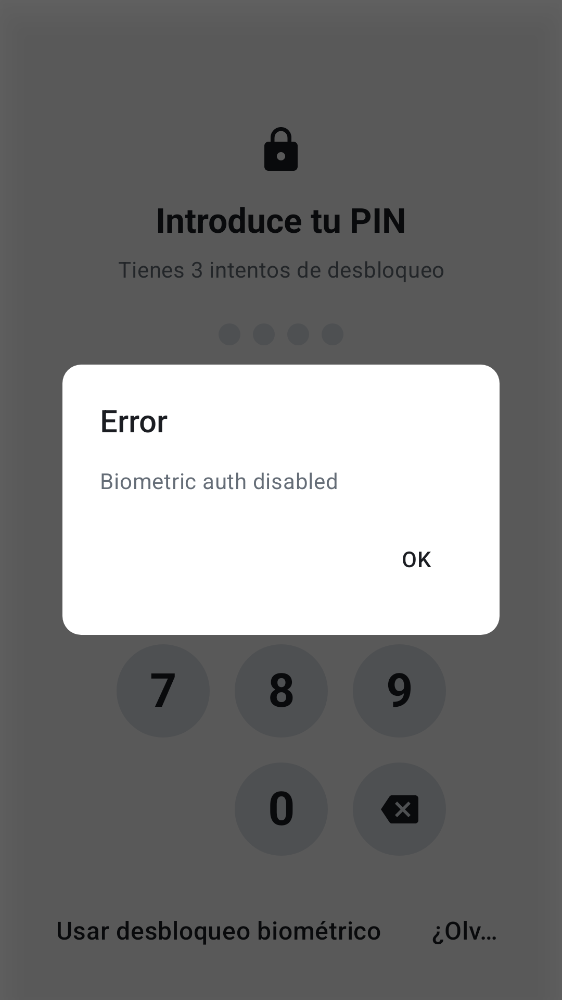 Introduce tu PIN
Tienes 3 intentos de desbloqueo
Error
Biometric auth disabled
OK
7 8 9
0
Usar desbloqueo biométrico ¿Olv...